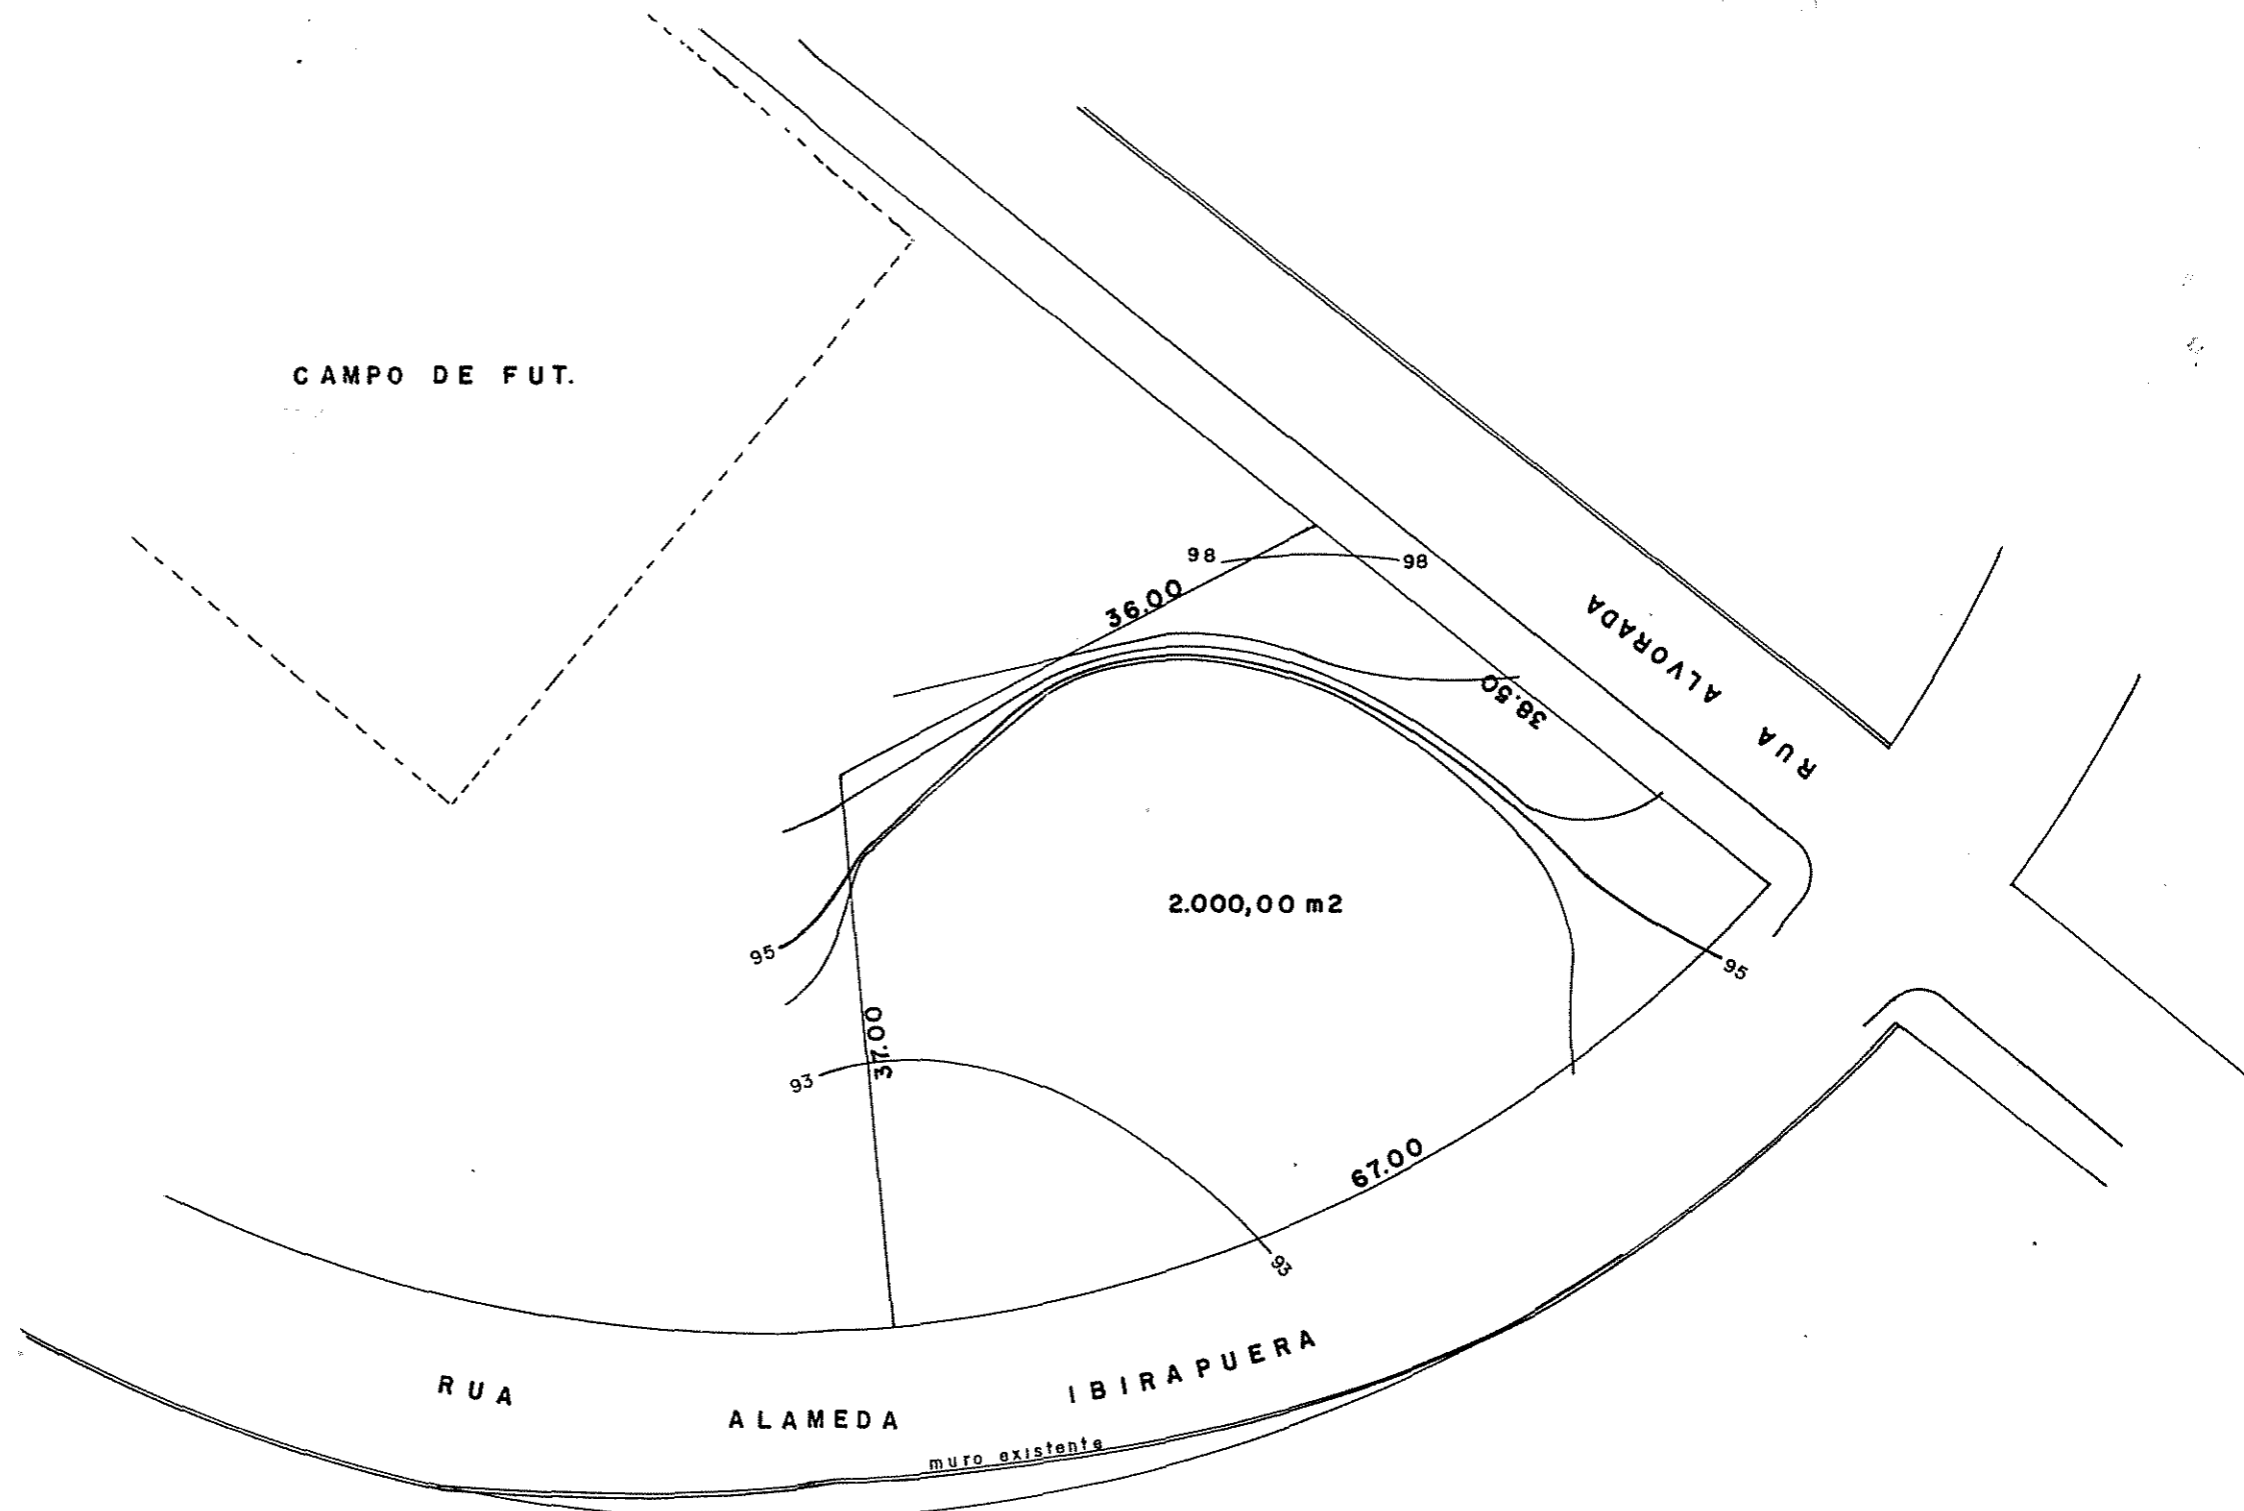 CAMPO DE FUT.
98
98
36.00
RUA ALVORADA
38.50
2.000,00 m2
95
95
37.00
93
67.00
93
RUA ALAMEDA IBIRAPUERA
muro existente